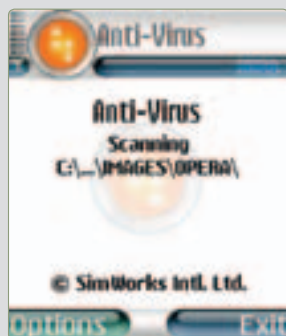 Anti-Virus
Anti-Virus
Scanning
C:\...\IMAGES\OPERA\
© SimWorks Intl. Ltd.
Options Exit